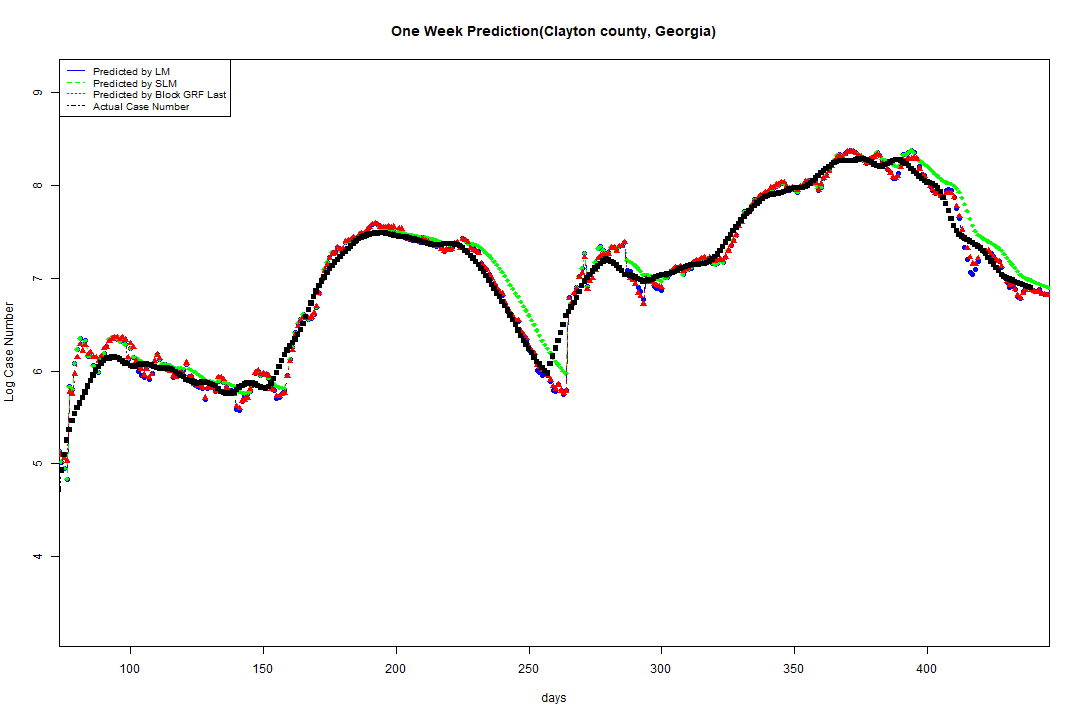 One Week Prediction(Clayton county, Georgia)
Predicted by LM
Predicted by SLM
Predicted by Block GRF Last
Actual Case Number
9
8
7
6
5
4
Log Case Number
100 150 200 250 300 350 400
days